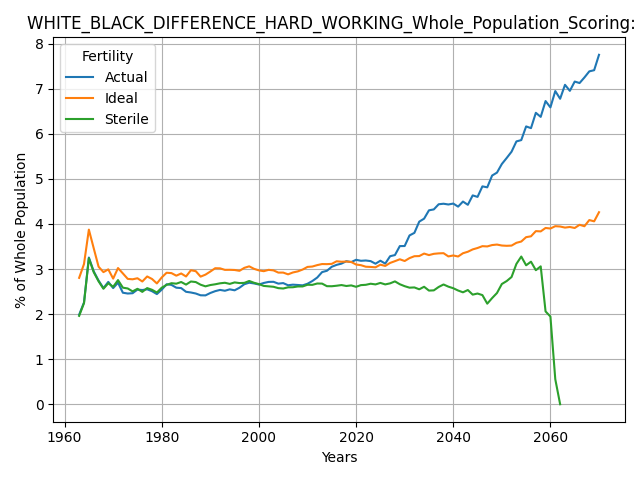 WHITE_BLACK_DIFFERENCE_HARD_WORKING_Whole_Population_Scoring:
Fertility
Actual
Ideal
Sterile
% of Whole Population
8
7
6
5
4
3
2
1
0
1960 1980 2000 2020 2040 2060
Years